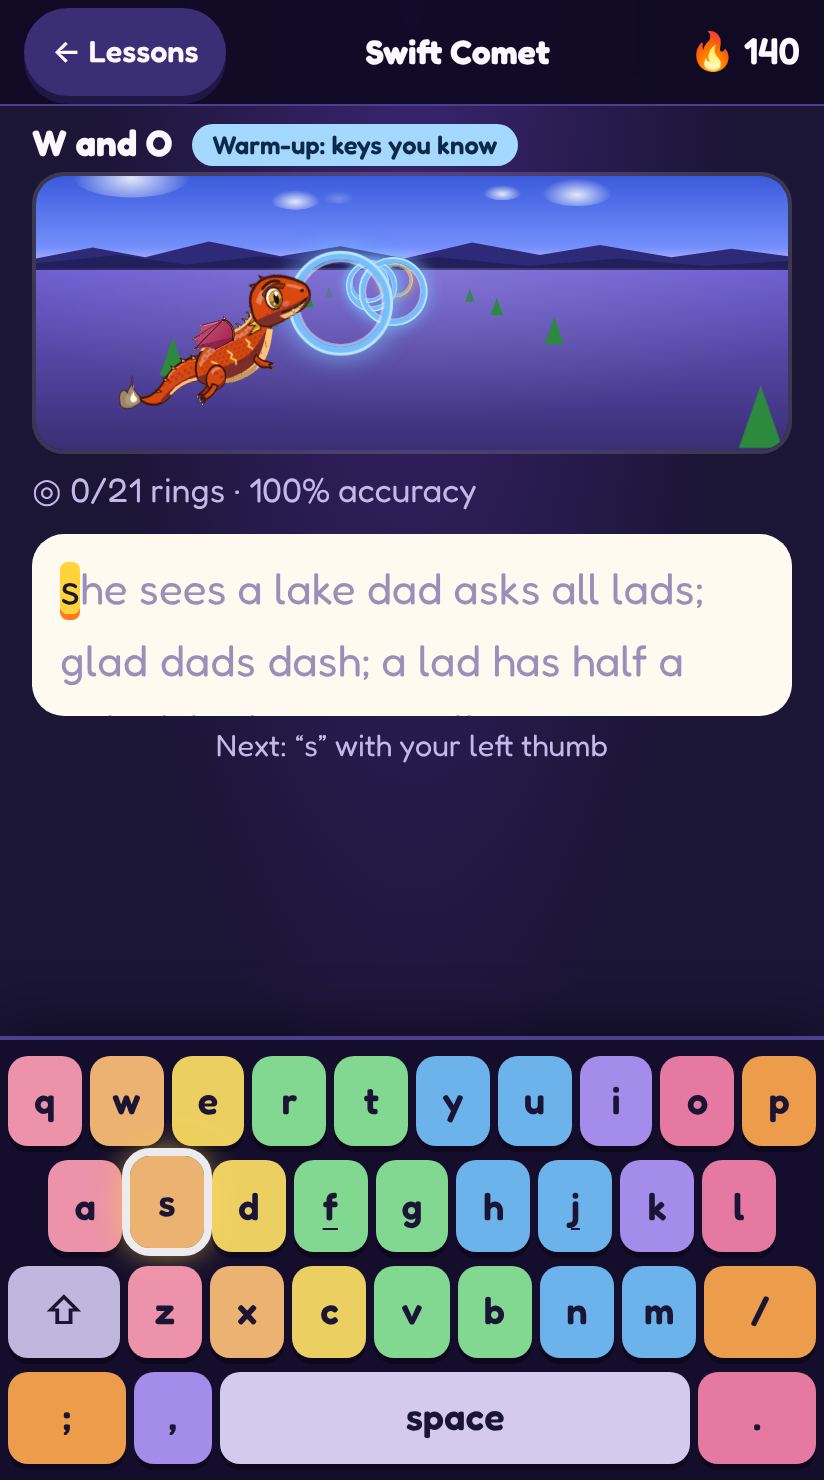 ← Lessons
Swift Comet
🔥 140
W and O
Warm-up: keys you know
◎ 0/21 rings · 100% accuracy
she sees a lake dad asks all lads;
glad dads dash; a lad has half a
Next: “s” with your left thumb
q w e r t y u i o p
a s d f g h j k l
⇧ z x c v b n m /
; , space .